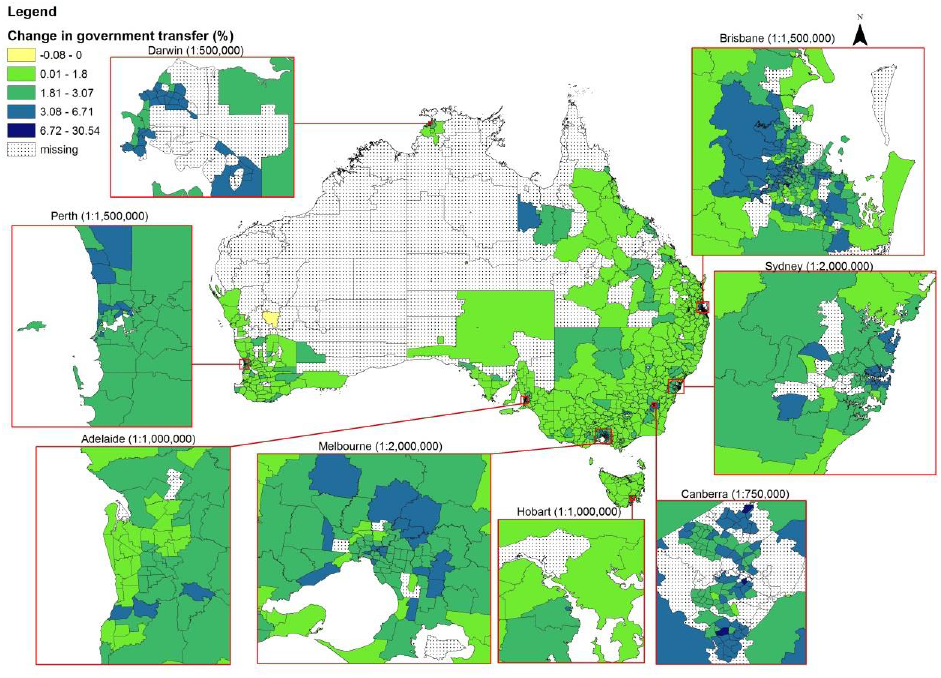 Legend
Change in government transfer (%)
-0.08 - 0
0.01 - 1.8
1.81 - 3.07
3.08 - 6.71
6.72 - 30.54
missing
Darwin (1:500,000)
N
Brisbane (1:1,500,000)
Perth (1:1,500,000)
Sydney (1:2,000,000)
Adelaide (1:1,000,000)
Melbourne (1:2,000,000)
Hobart (1:1,000,000)
Canberra (1:750,000)